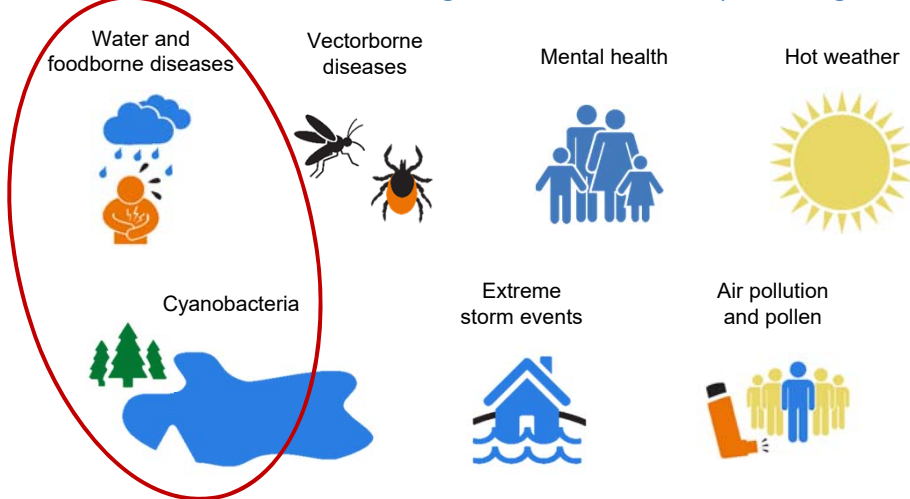 Water and
foodborne diseases
Vectorborne
diseases
Mental health
Hot weather
Cyanobacteria
Extreme
storm events
Air pollution
and pollen